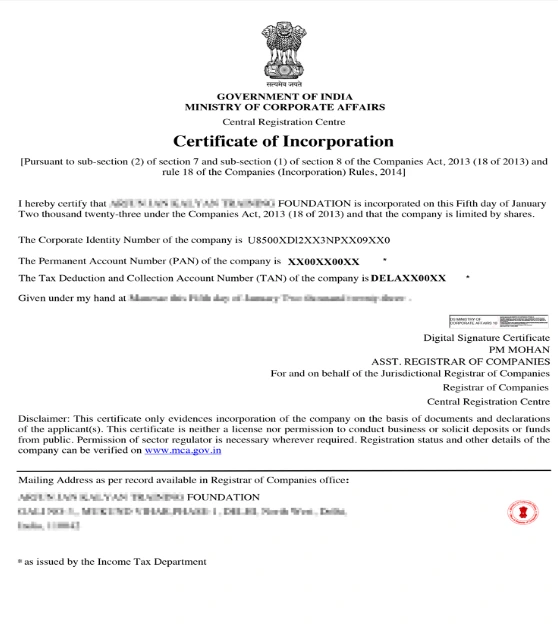 सत्यमेव जयते
GOVERNMENT OF INDIA
MINISTRY OF CORPORATE AFFAIRS
Central Registration Centre
Certificate of Incorporation
[Pursuant to sub-section (2) of section 7 and sub-section (1) of section 8 of the Companies Act, 2013 (18 of 2013) and
rule 18 of the Companies (Incorporation) Rules, 2014]
I hereby certify that FOUNDATION is incorporated on this Fifth day of January
Two thousand twenty-three under the Companies Act, 2013 (18 of 2013) and that the company is limited by shares.
The Corporate Identity Number of the company is U8500XDl2XX3NPXX09XX0
The Permanent Account Number (PAN) of the company is XX00XX00XX *
The Tax Deduction and Collection Account Number (TAN) of the company is DELAXX00XX *
Given under my hand at
DS MINISTRY OF
CORPORATE AFFAIRS 10
Digital Signature Certificate
PM MOHAN
ASST. REGISTRAR OF COMPANIES
For and on behalf of the Jurisdictional Registrar of Companies
Registrar of Companies
Central Registration Centre
Disclaimer: This certificate only evidences incorporation of the company on the basis of documents and declarations
of the applicant(s). This certificate is neither a license nor permission to conduct business or solicit deposits or funds
from public. Permission of sector regulator is necessary wherever required. Registration status and other details of the
company can be verified on www.mca.gov.in
Mailing Address as per record available in Registrar of Companies office:
FOUNDATION
* as issued by the Income Tax Department